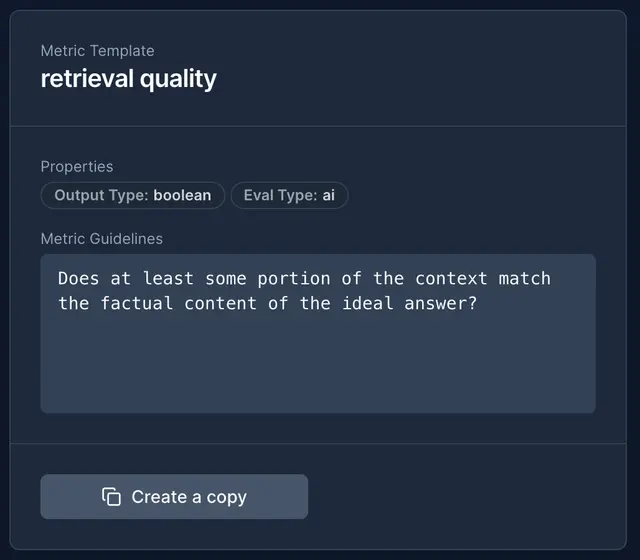 Metric Template
retrieval quality
Properties
Output Type: boolean Eval Type: ai
Metric Guidelines
Does at least some portion of the context match
the factual content of the ideal answer?
Create a copy